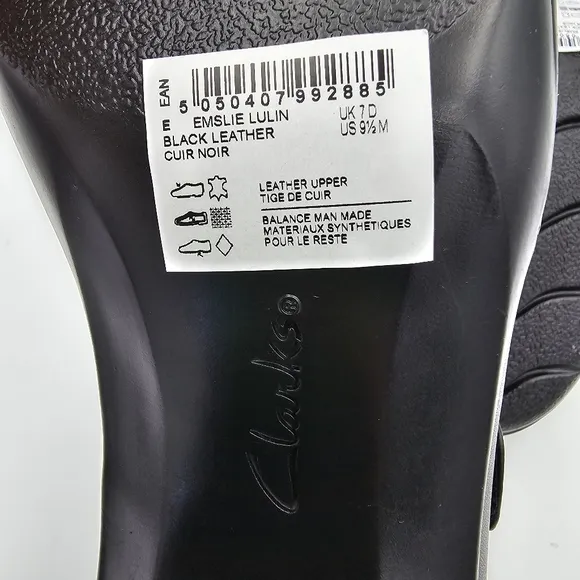 EAN
5 050407 992885
E EMSLIE LULIN UK 7 D
BLACK LEATHER US 9½ M
CUIR NOIR
LEATHER UPPER
TIGE DE CUIR
BALANCE MAN MADE
MATERIAUX SYNTHETIQUES
POUR LE RESTE
Clarks®